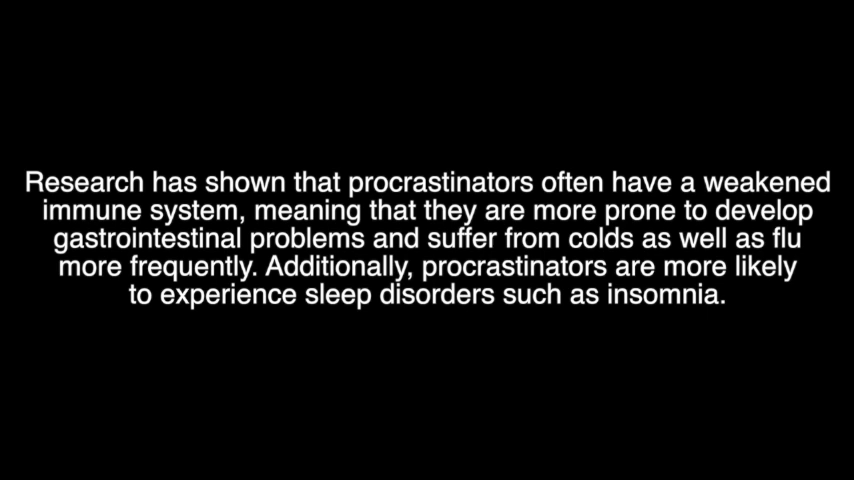 Research has shown that procrastinators often have a weakened
immune system, meaning that they are more prone to develop
gastrointestinal problems and suffer from colds as well as flu
more frequently. Additionally, procrastinators are more likely
to experience sleep disorders such as insomnia.